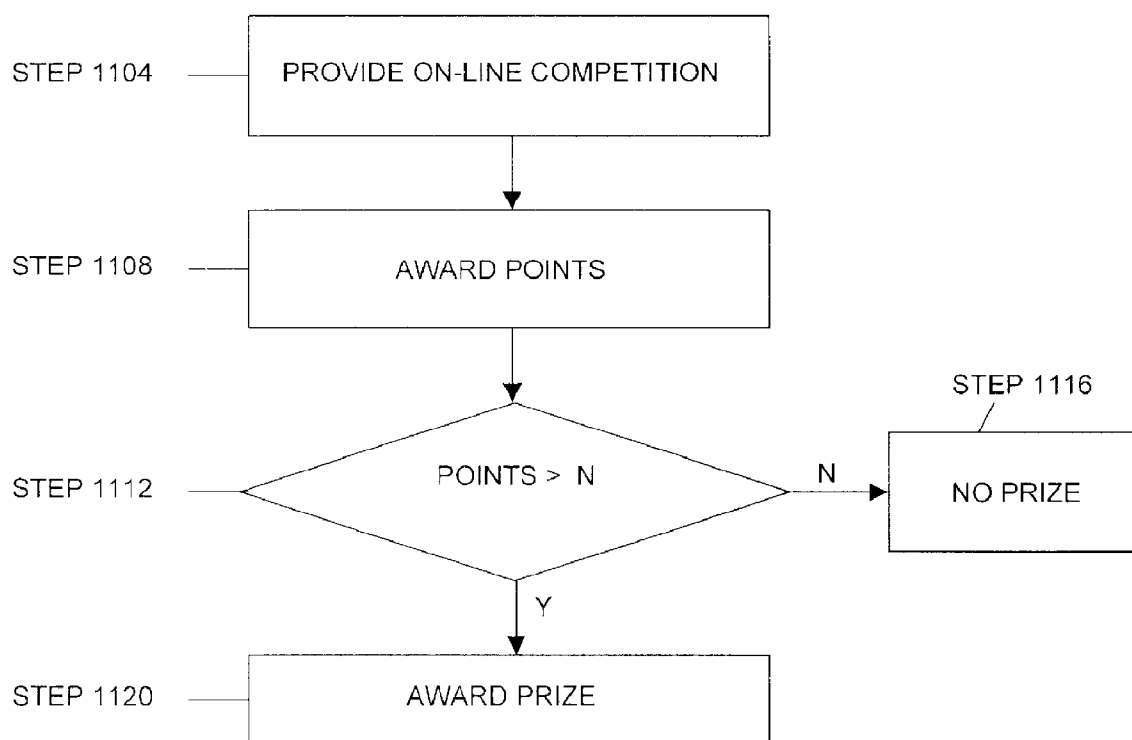 STEP 1104
PROVIDE ON-LINE COMPETITION
STEP 1108
AWARD POINTS
STEP 1116
STEP 1112
POINTS > N
N
NO PRIZE
Y
STEP 1120
AWARD PRIZE